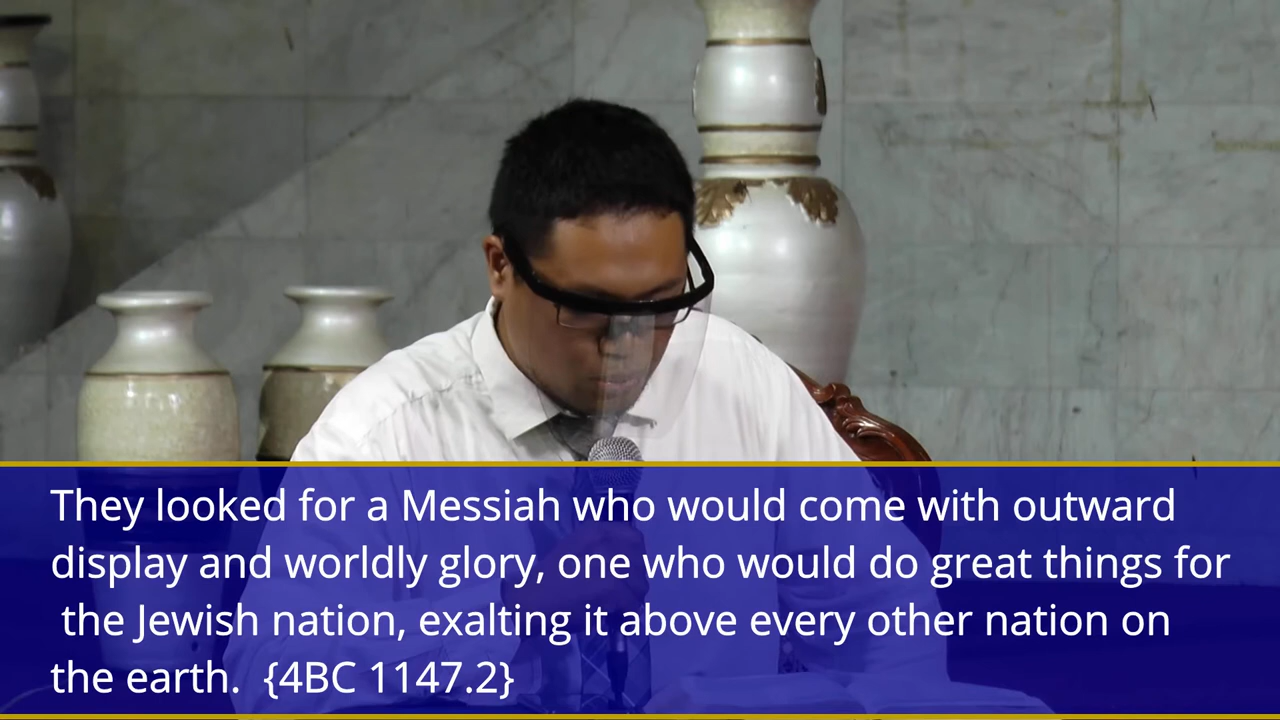 They looked for a Messiah who would come with outward
display and worldly glory, one who would do great things for
the Jewish nation, exalting it above every other nation on
the earth.  {4BC 1147.2}